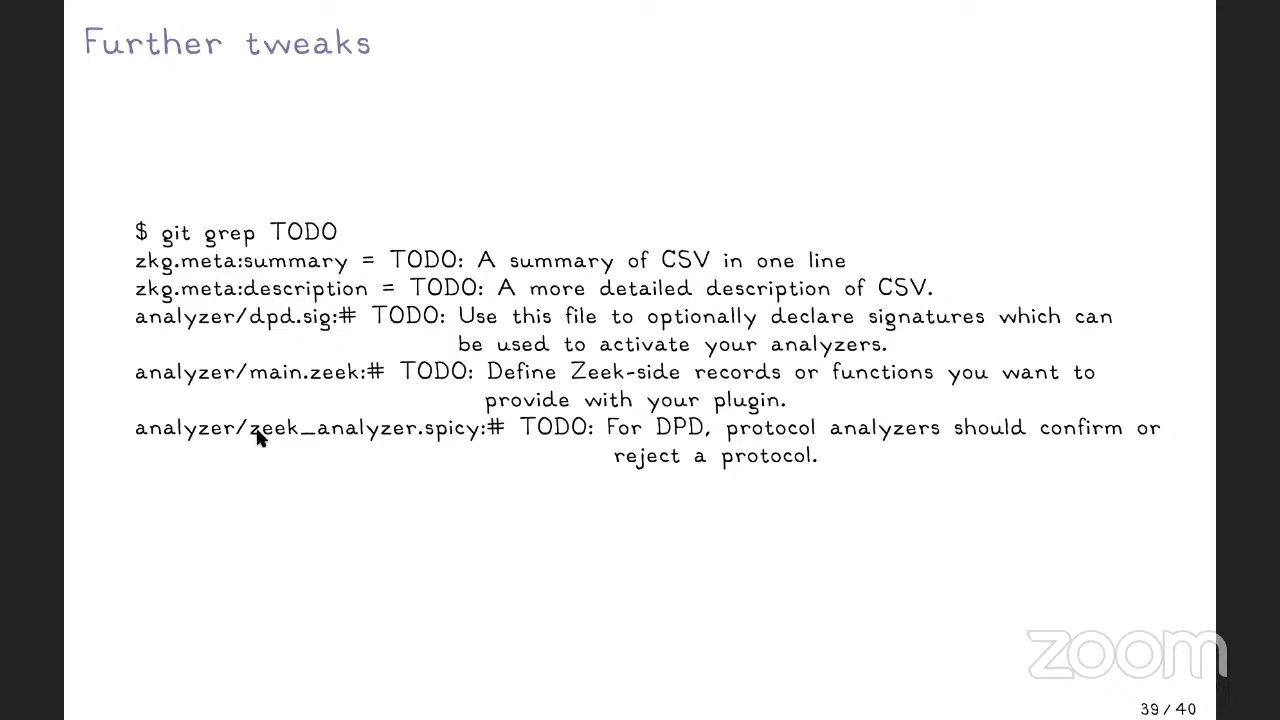 Further tweaks
$ git grep TODO
zkg.meta:summary = TODO: A summary of CSV in one line
zkg.meta:description = TODO: A more detailed description of CSV.
analyzer/dpd.sig:# TODO: Use this file to optionally declare signatures which can
be used to activate your analyzers.
analyzer/main.zeek:# TODO: Define Zeek-side records or functions you want to
provide with your plugin.
analyzer/zeek_analyzer.spicy:# TODO: For DPD, protocol analyzers should confirm or
reject a protocol.
zoom
39 / 40